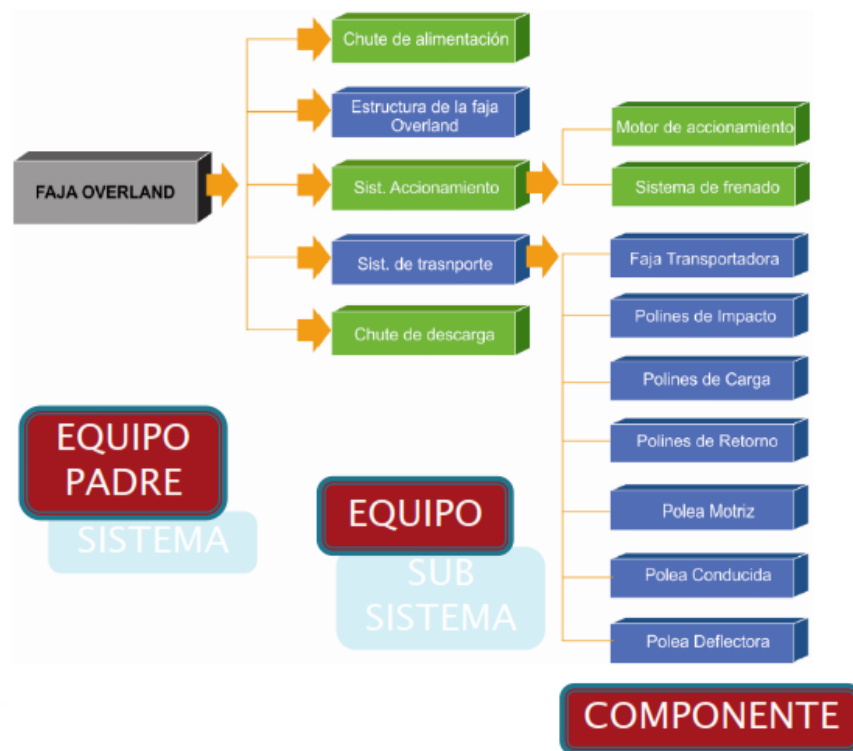 Chute de alimentación
Estructura de la faja
Overland
Motor de accionamiento
FAJA OVERLAND
Sist. Accionamiento
Sistema de frenado
Sist. de trasnporte
Faja Transportadora
Chute de descarga
Polines de Impacto
Polines de Carga
Polines de Retorno
Polea Motriz
Polea Conducida
Polea Deflectora
EQUIPO
PADRE
SISTEMA
EQUIPO
SUB
SISTEMA
COMPONENTE